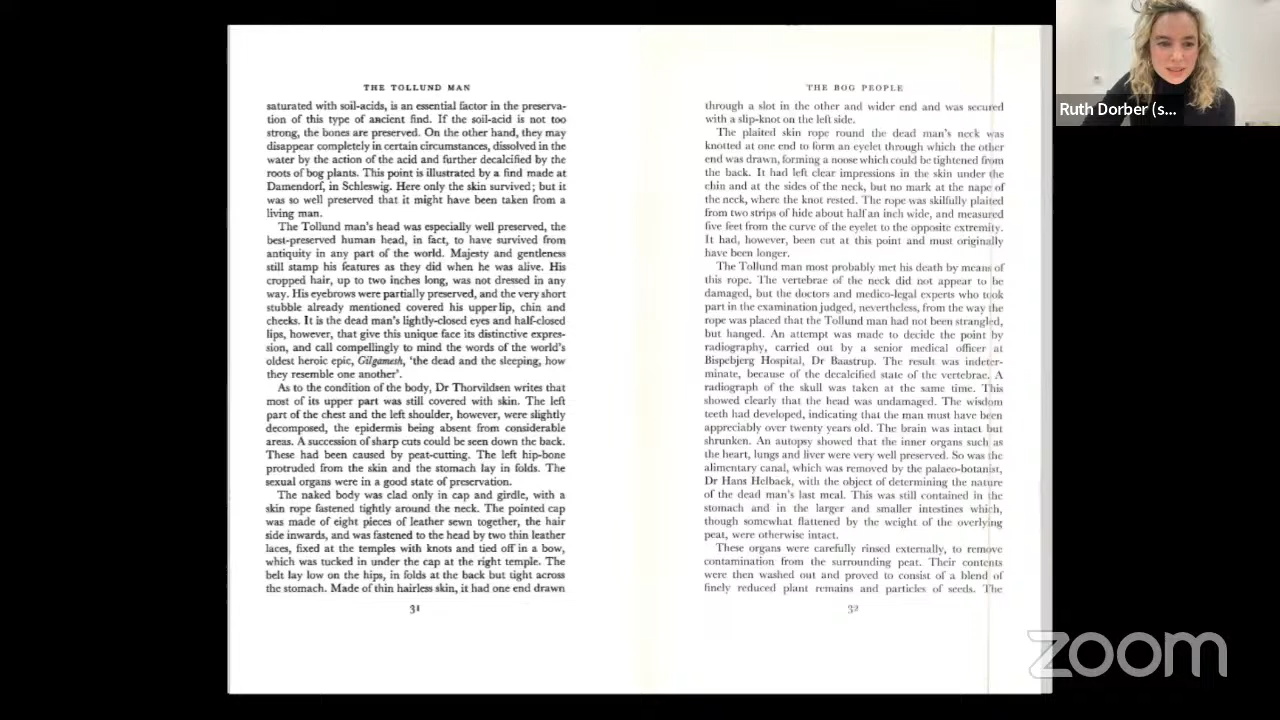 THE TOLLUND MAN
saturated with soil-acids, is an essential factor in the preserva-
tion of this type of ancient find. If the soil-acid is not too
strong, the bones are preserved. On the other hand, they may
disappear completely in certain circumstances, dissolved in the
water by the action of the acid and further decalcified by the
roots of bog plants. This point is illustrated by a find made at
Damendorf, in Schleswig. Here only the skin survived; but it
was so well preserved that it might have been taken from a
living man.
The Tollund man's head was especially well preserved, the
best-preserved human head, in fact, to have survived from
antiquity in any part of the world. Majesty and gentleness
still stamp his features as they did when he was alive. His
cropped hair, up to two inches long, was not dressed in any
way. His eyebrows were partially preserved, and the very short
stubble already mentioned covered his upper lip, chin and
cheeks. It is the dead man's lightly-closed eyes and half-closed
lips, however, that give this unique face its distinctive expres-
sion, and call compellingly to mind the words of the world's
oldest heroic epic, Gilgamesh, 'the dead and the sleeping, how
they resemble one another'.
As to the condition of the body, Dr Thorvildsen writes that
most of its upper part was still covered with skin. The left
part of the chest and the left shoulder, however, were slightly
decomposed, the epidermis being absent from considerable
areas. A succession of sharp cuts could be seen down the back.
These had been caused by peat-cutting. The left hip-bone
protruded from the skin and the stomach lay in folds. The
sexual organs were in a good state of preservation.
The naked body was clad only in cap and girdle, with a
skin rope fastened tightly around the neck. The pointed cap
was made of eight pieces of leather sewn together, the hair
side inwards, and was fastened to the head by two thin leather
laces, fixed at the temples with knots and tied off in a bow,
which was tucked in under the cap at the right temple. The
belt lay low on the hips, in folds at the back but tight across
the stomach. Made of thin hairless skin, it had one end drawn
31
THE BOG PEOPLE
through a slot in the other and wider end and was secured
with a slip-knot on the left side.
The plaited skin rope round the dead man's neck was
knotted at one end to form an eyelet through which the other
end was drawn, forming a noose which could be tightened from
the back. It had left clear impressions in the skin under the
chin and at the sides of the neck, but no mark at the nape of
the neck, where the knot rested. The rope was skilfully plaited
from two strips of hide about half an inch wide, and measured
five feet from the curve of the eyelet to the opposite extremity.
It had, however, been cut at this point and must originally
have been longer.
The Tollund man most probably met his death by means of
this rope. The vertebrae of the neck did not appear to be
damaged, but the doctors and medico-legal experts who took
part in the examination judged, nevertheless, from the way the
rope was placed that the Tollund man had not been strangled,
but hanged. An attempt was made to decide the point by
radiography, carried out by a senior medical officer at
Bispebjerg Hospital, Dr Baastrup. The result was indeter-
minate, because of the decalcified state of the vertebrae. A
radiograph of the skull was taken at the same time. This
showed clearly that the head was undamaged. The wisdom
teeth had developed, indicating that the man must have been
appreciably over twenty years old. The brain was intact but
shrunken. An autopsy showed that the inner organs such as
the heart, lungs and liver were very well preserved. So was the
alimentary canal, which was removed by the palaeo-botanist,
Dr Hans Helbaek, with the object of determining the nature
of the dead man's last meal. This was still contained in the
stomach and in the larger and smaller intestines which,
though somewhat flattened by the weight of the overlying
peat, were otherwise intact.
These organs were carefully rinsed externally, to remove
contamination from the surrounding peat. Their contents
were then washed out and proved to consist of a blend of
finely reduced plant remains and particles of seeds. The
32
Ruth Dorber (s...
zoom